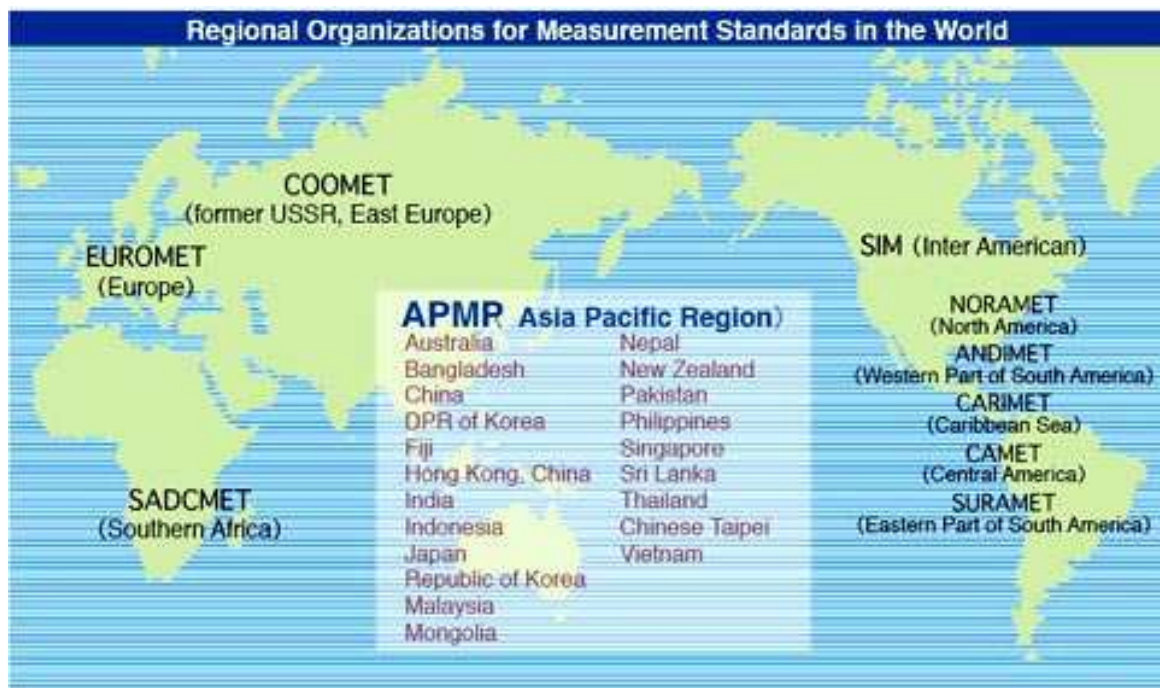 Regional Organizations for Measurement Standards in the World
COOMET
(former USSR, East Europe)
EUROMET
(Europe)
SADCMET
(Southern Africa)
APMP Asia Pacific Region)
Australia
Bangladesh
China
DPR of Korea
Fiji
Hong Kong, China
India
Indonesia
Japan
Republic of Korea
Malaysia
Mongolia
Nepal
New Zealand
Pakistan
Philippines
Singapore
Sri Lanka
Thailand
Chinese Taipei
Vietnam
SIM (Inter American)
NORAMET
(North America)
ANDIMET
(Western Part of South America)
CARIMET
(Caribbean Sea)
CAMET
(Central America)
SURAMET
(Eastern Part of South America)